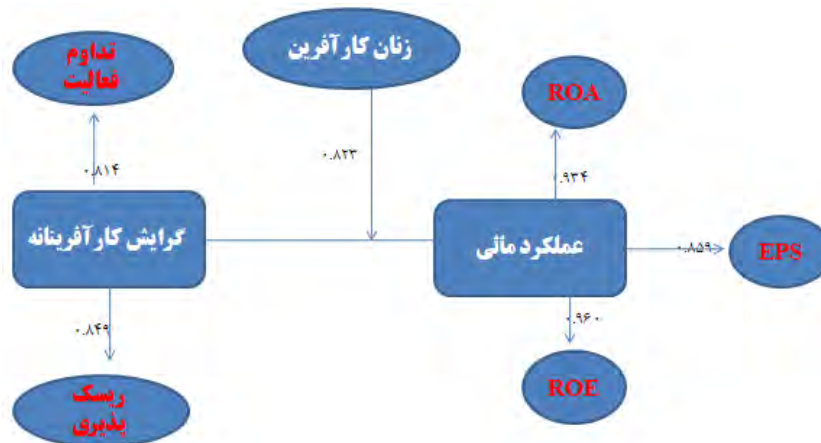 تداوم
فعالیت
زنان کارآفرین
ROA
۰.۸۱۴
۰.۸۲۳
۰.۹۳۴
گرایش کارآفرینانه
عملکرد مالی
۰.۸۵۹
EPS
۰.۸۴۹
۰.۹۶۰
ریسک
پذیری
ROE